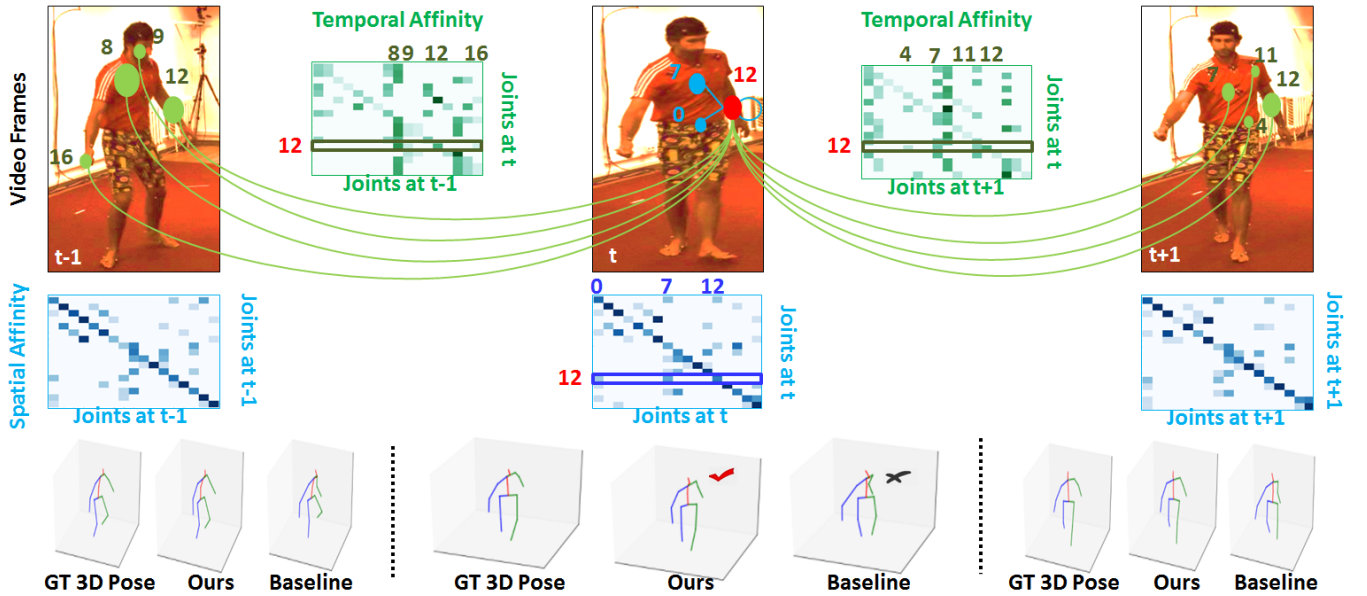 Temporal Affinity
Temporal Affinity
Video Frames
8
9
12
16
t-1
8 9 12 16
12
Joints at t
Joints at t-1
7
12
0
t
4 7 11 12
12
Joints at t
Joints at t+1
11
7
12
4
t+1
Spatial Affinity
Joints at t-1
Joints at t-1
0 7 12
12
Joints at t
Joints at t
Joints at t+1
Joints at t+1
GT 3D Pose Ours Baseline
GT 3D Pose Ours Baseline
GT 3D Pose Ours Baseline